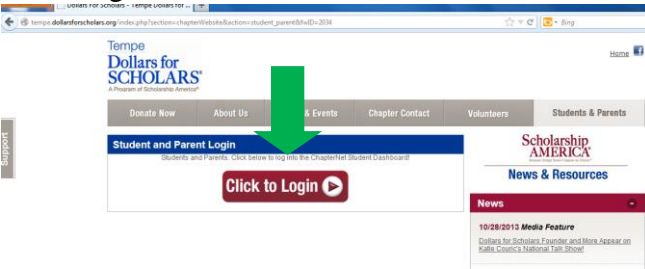 Dollars For Scholars - Tempe Dollars for ...
tempe.dollarsforscholars.org/index.php?section=chapterWebsite&action=student_parent&fwID=2034
Bing
Tempe
Dollars for
SCHOLARS®
A Program of Scholarship America®
Home
Donate Now
About Us
& Events
Chapter Contact
Volunteers
Students & Parents
Support
Student and Parent Login
Students and Parents: Click below to log into the ChapterNet Student Dashboard!
Click to Login
Scholarship
AMERICA®
News & Resources
News
10/28/2013 Media Feature
Dollars for Scholars Founder and More Appear on
Katie Couric's National Talk Show!